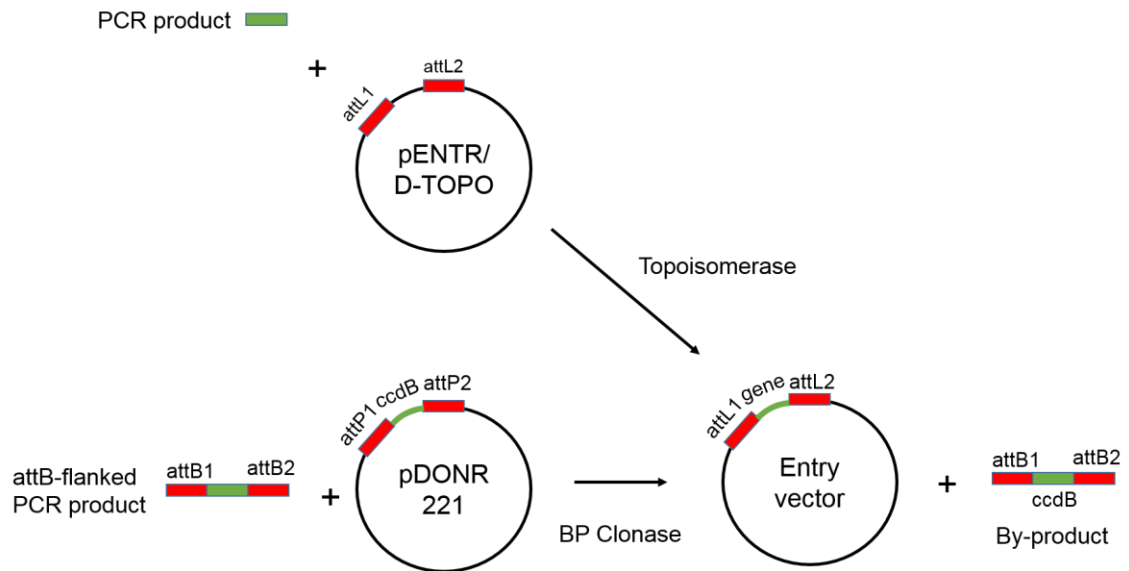 PCR product
+
attL1
attL2
pENTR/
D-TOPO
Topoisomerase
attB-flanked
PCR product
attB1
attB2
+
attP1 ccdB attP2
pDONR
221
BP Clonase
attL1 gene attL2
Entry
vector
+
attB1
attB2
ccdB
By-product